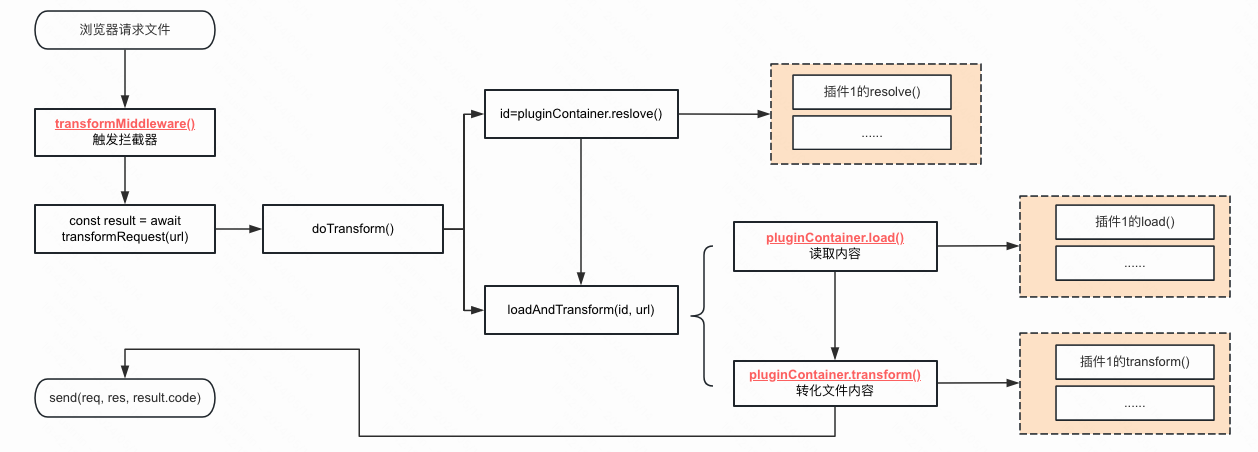 浏览器请求文件
transformMiddleware()
触发拦截器
const result = await
transformRequest(url)
doTransform()
id=pluginContainer.reslove()
插件1的resolve()
......
loadAndTransform(id, url)
pluginContainer.load()
读取内容
插件1的load()
......
pluginContainer.transform()
转化文件内容
插件1的transform()
......
send(req, res, result.code)